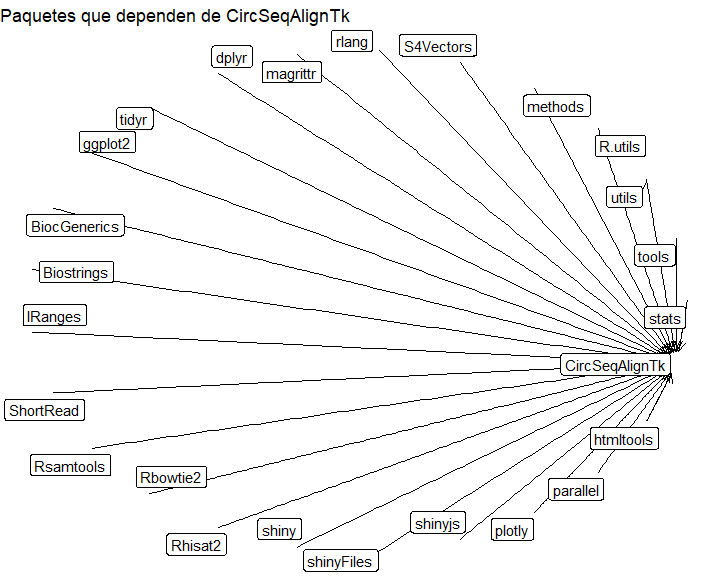 Paquetes que dependen de CircSeqAlignTk
rlang
S4Vectors
dplyr
magrittr
methods
tidyr
ggplot2
R.utils
utils
BiocGenerics
tools
Biostrings
IRanges
stats
CircSeqAlignTk
ShortRead
htmltools
Rsamtools
Rbowtie2
parallel
shinyjs
plotly
shiny
Rhisat2
shinyFiles